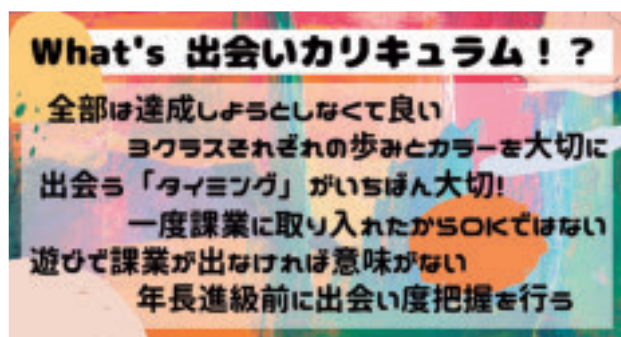 What's 出会いカリキュラム！？
全部は達成しようとしなくて良い
3クラスそれぞれの歩みとカラーを大切に
出会う「タイミング」がいちばん大切!
一度課業に取り入れたからOKではない
遊びで課業が出なければ意味がない
年長進級前に出会い度把握を行う